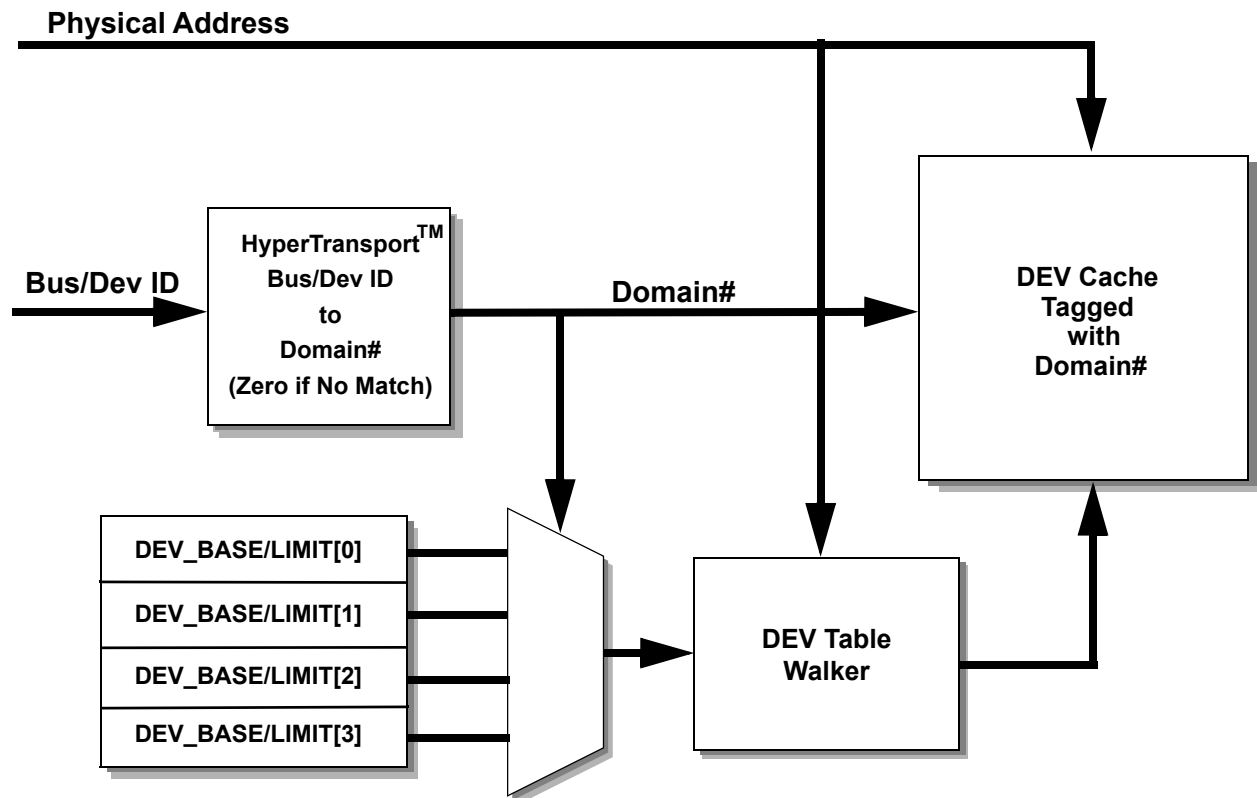 Physical Address
HyperTransport™
Bus/Dev ID
to
Domain#
(Zero if No Match)
Bus/Dev ID
Domain#
DEV Cache
Tagged
with
Domain#
DEV_BASE/LIMIT[0]
DEV_BASE/LIMIT[1]
DEV_BASE/LIMIT[2]
DEV_BASE/LIMIT[3]
DEV Table
Walker